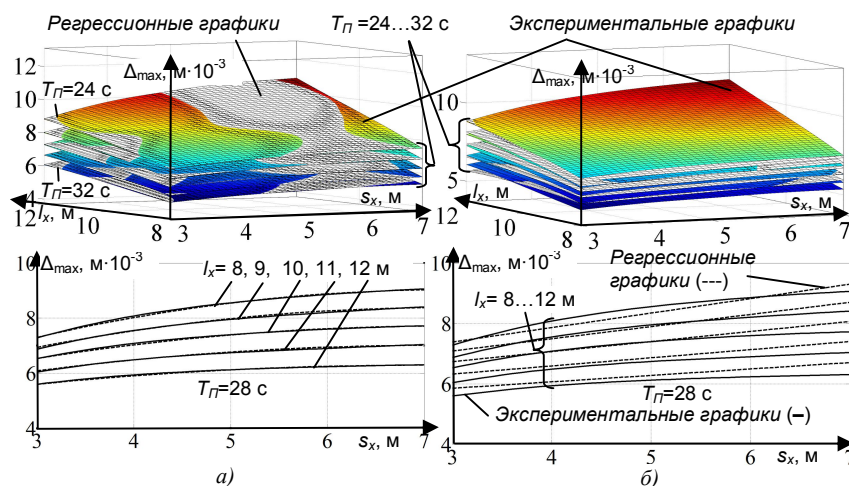 Регрессионные графики
T_П=24…32 с
Экспериментальные графики
Δmax, м·10⁻³
12
10
8
6
4
T_П=24 с
T_П=32 с
l_x, м
12
10
8
3
4
5
6
7
s_x, м
Δmax, м·10⁻³
10
5
l_x, м
12
10
8
3
4
5
6
7
s_x, м
Δmax, м·10⁻³
l_x= 8, 9, 10, 11, 12 м
8
6
4
T_П=28 с
3
4
5
6
7
s_x, м
а)
Δmax, м·10⁻³
Регрессионные
графики (---)
l_x= 8…12 м
8
6
4
T_П=28 с
Экспериментальные графики (–)
3
4
5
6
7
s_x, м
б)